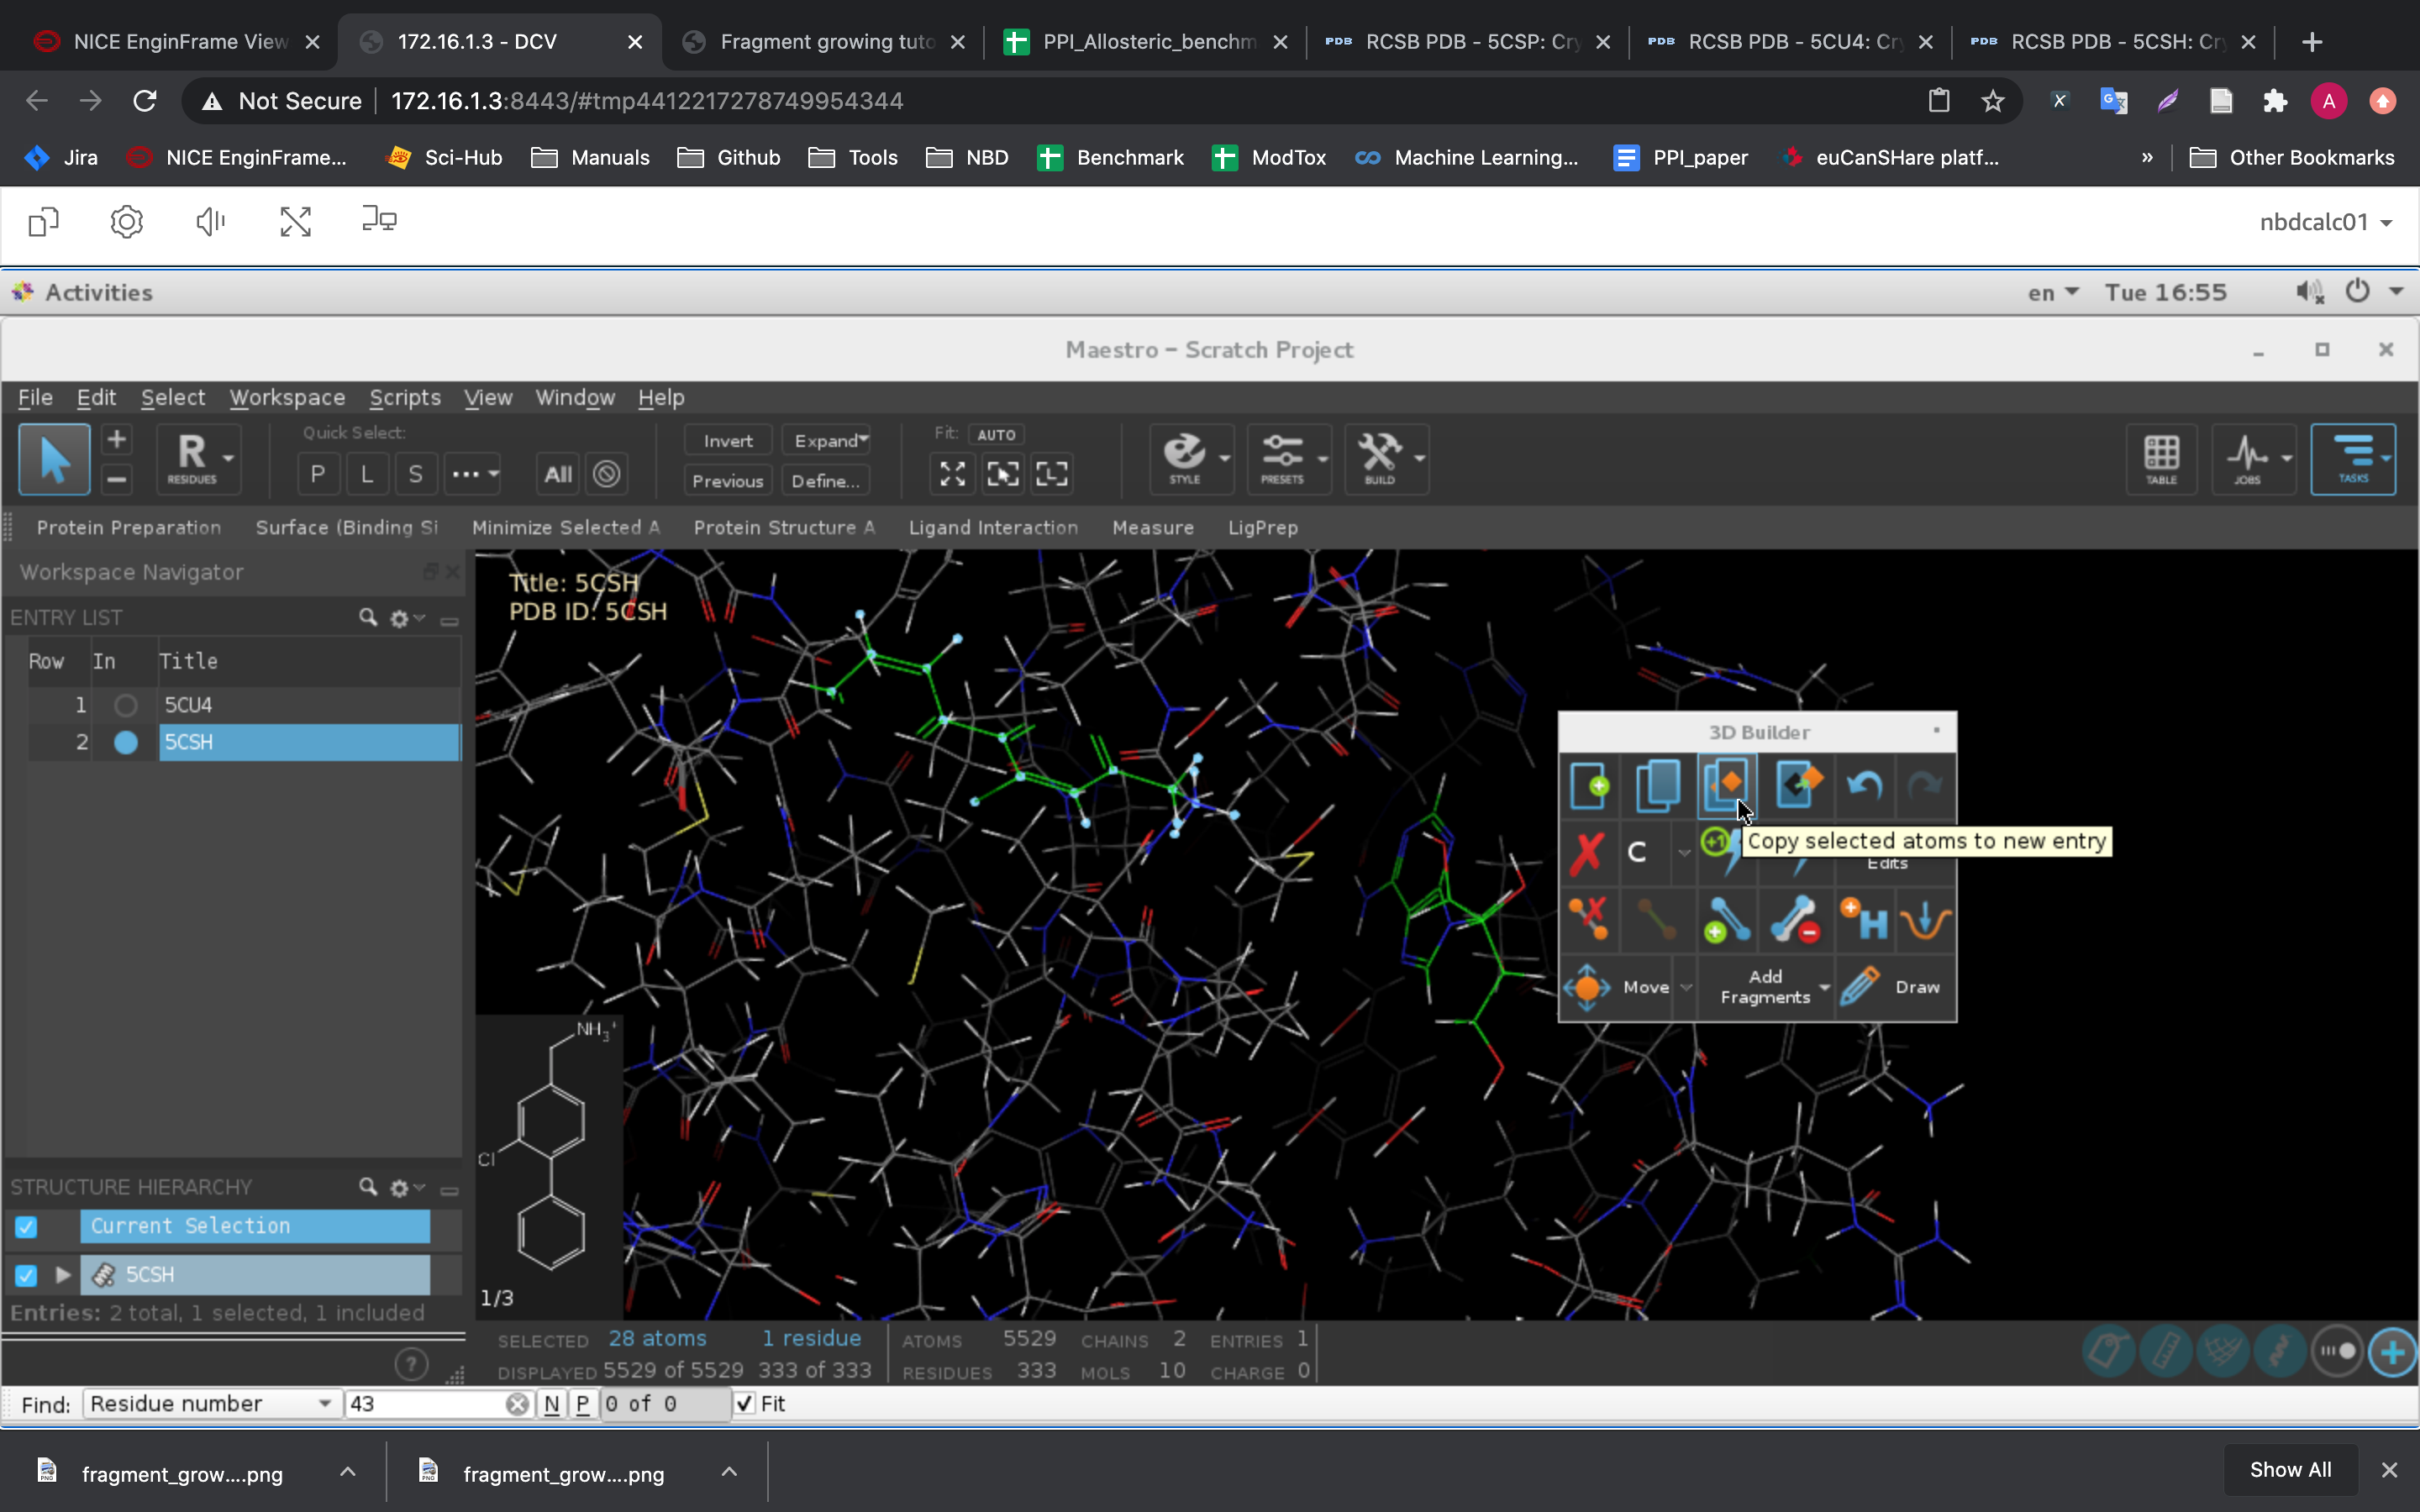 NICE EnginFrame View
172.16.1.3 - DCV
Fragment growing tuto
PPI_Allosteric_benchm
PDB RCSB PDB - 5CSP: Cry
PDB RCSB PDB - 5CU4: Cr
PDB RCSB PDB - 5CSH: Cr
Not Secure 172.16.1.3:8443/#tmp4412217278749954344
A
Jira NICE EnginFrame... Sci-Hub Manuals Github Tools NBD Benchmark ModTox Machine Learning... PPI_paper euCanSHare platf... » Other Bookmarks
nbdcalc01
Activities
en Tue 16:55
Maestro - Scratch Project
File Edit Select Workspace Scripts View Window Help
R RESIDUES
Quick Select:
P L S ... All
Invert Expand
Previous Define...
Fit: AUTO
L
STYLE PRESETS BUILD
TABLE JOBS TASKS
Protein Preparation Surface (Binding Si Minimize Selected A Protein Structure A Ligand Interaction Measure LigPrep
Workspace Navigator
ENTRY LIST
Row In Title
1 5CU4
2 5CSH
Title: 5CSH
PDB ID: 5CSH
3D Builder
C
+1
Copy selected atoms to new entry
Edits
H
Move
Add Fragments
Draw
NH3+
Cl
1/3
STRUCTURE HIERARCHY
Current Selection
5CSH
Entries: 2 total, 1 selected, 1 included
?
SELECTED 28 atoms 1 residue ATOMS 5529 CHAINS 2 ENTRIES 1
DISPLAYED 5529 of 5529 333 of 333 RESIDUES 333 MOLS 10 CHARGE 0
Find: Residue number 43 N P 0 of 0 Fit
fragment_grow....png
fragment_grow....png
Show All